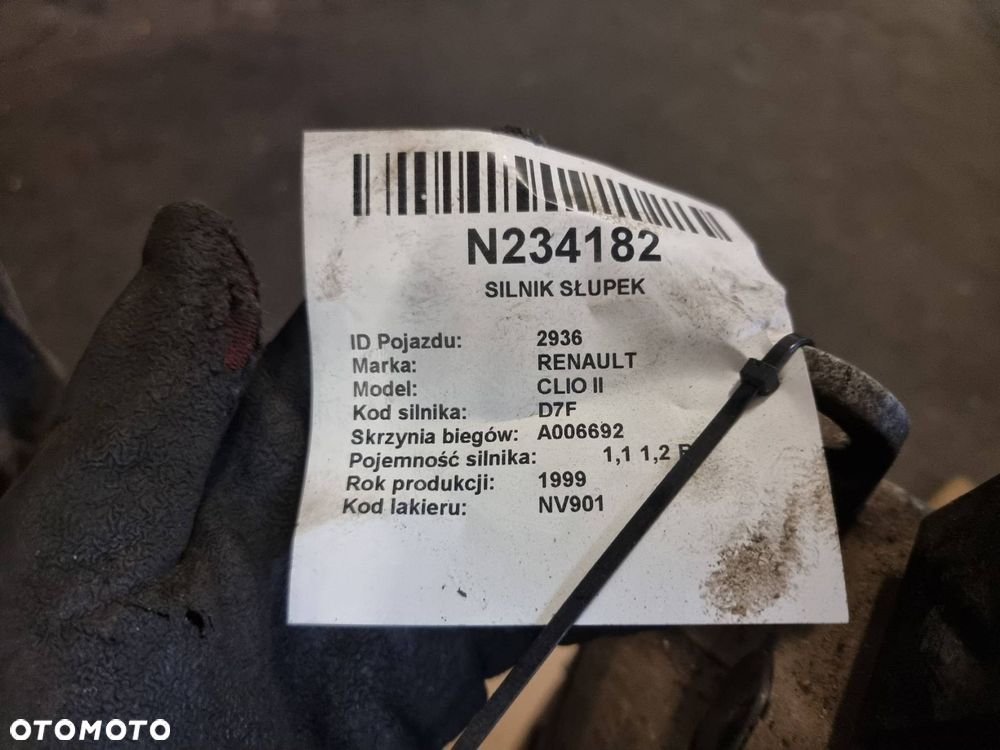 N234182
SILNIK SŁUPEK
ID Pojazdu: 2936
Marka: RENAULT
Model: CLIO II
Kod silnika: D7F
Skrzynia biegów: A006692
Pojemność silnika: 1,1 1,2
Rok produkcji: 1999
Kod lakieru: NV901
OTOMOTO